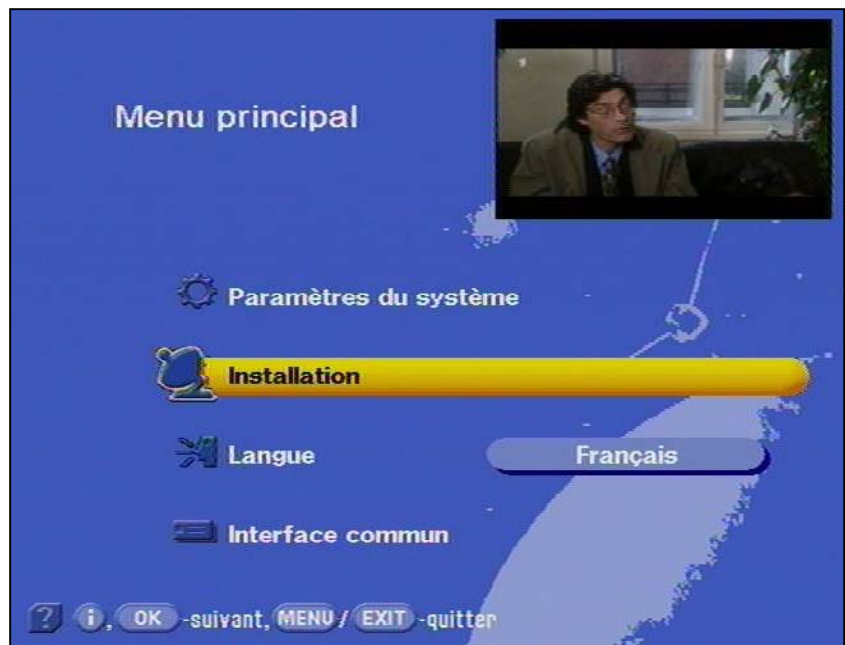 Menu principal
Paramètres du système
Installation
Langue Français
Interface commun
? i, OK -suivant, MENU / EXIT -quitter